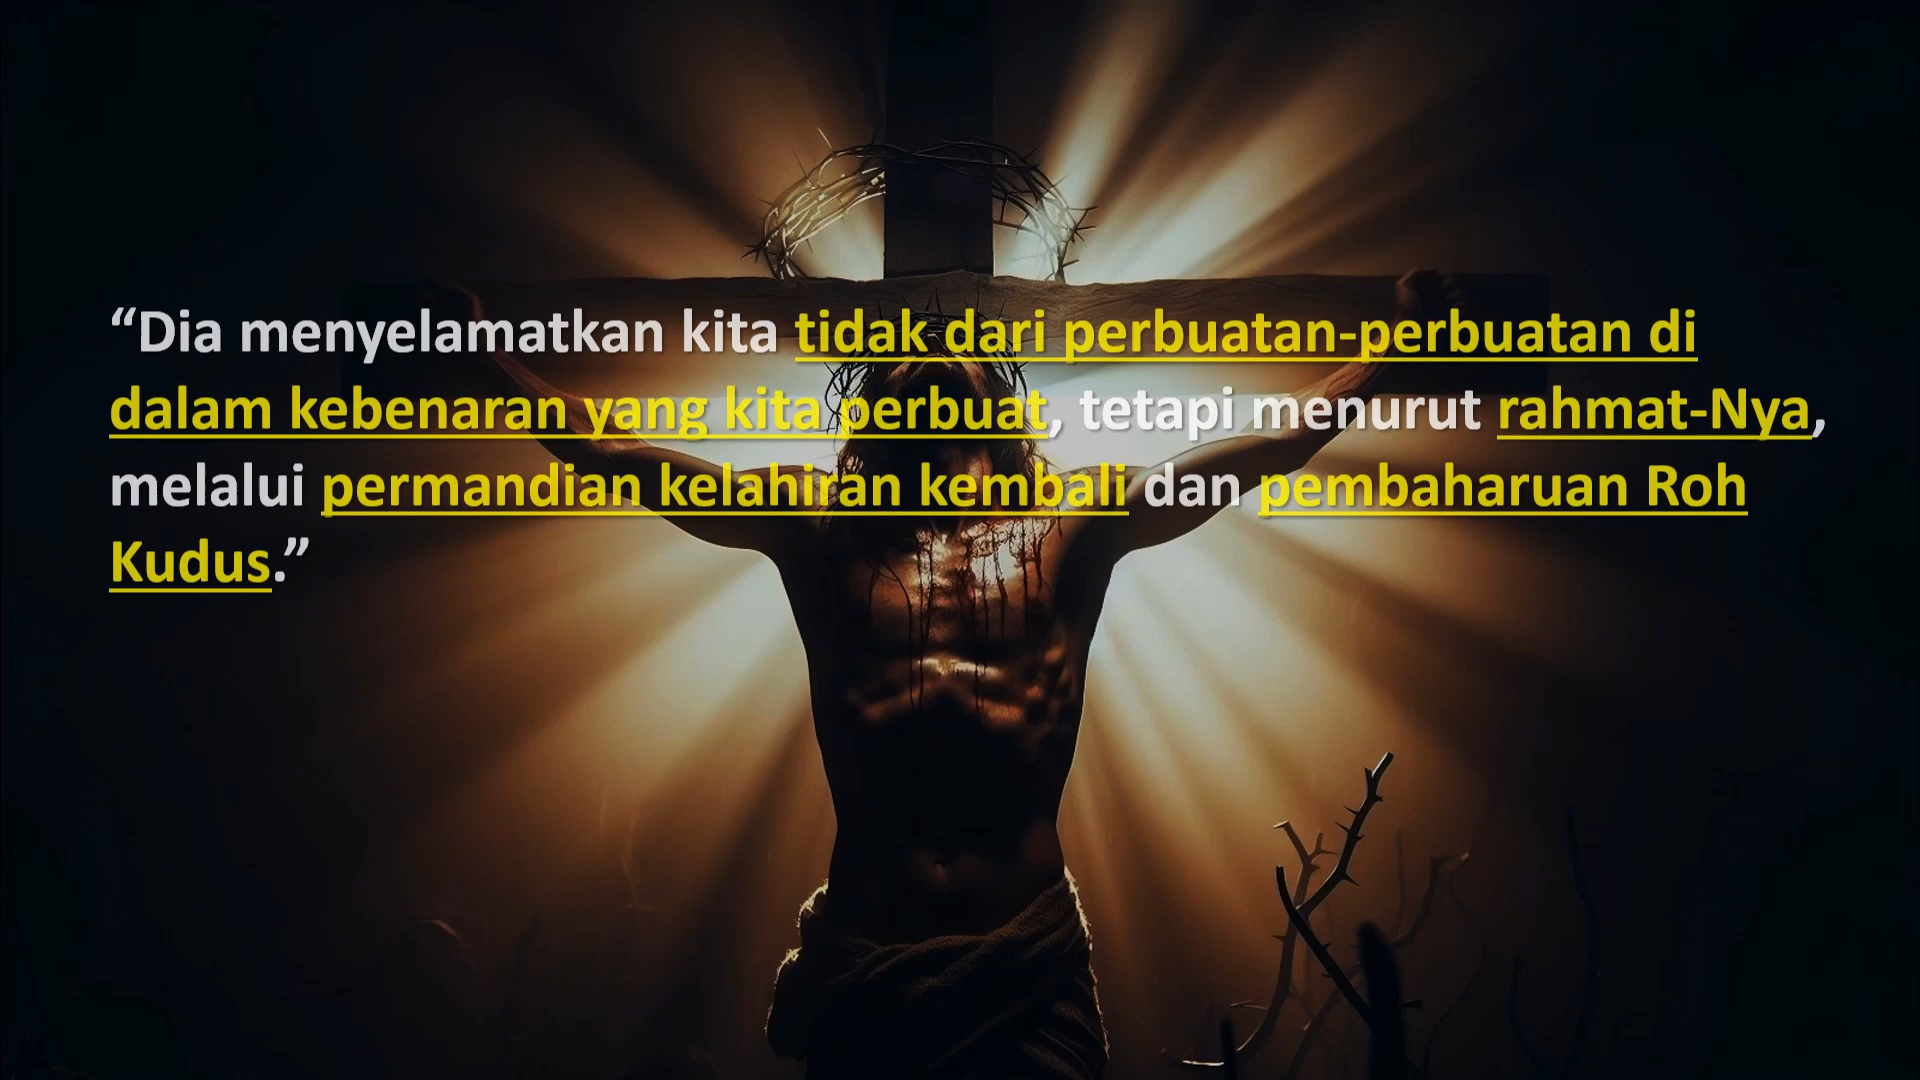 “Dia menyelamatkan kita tidak dari perbuatan-perbuatan di
dalam kebenaran yang kita perbuat, tetapi menurut rahmat-Nya,
melalui permandian kelahiran kembali dan pembaharuan Roh
Kudus.”